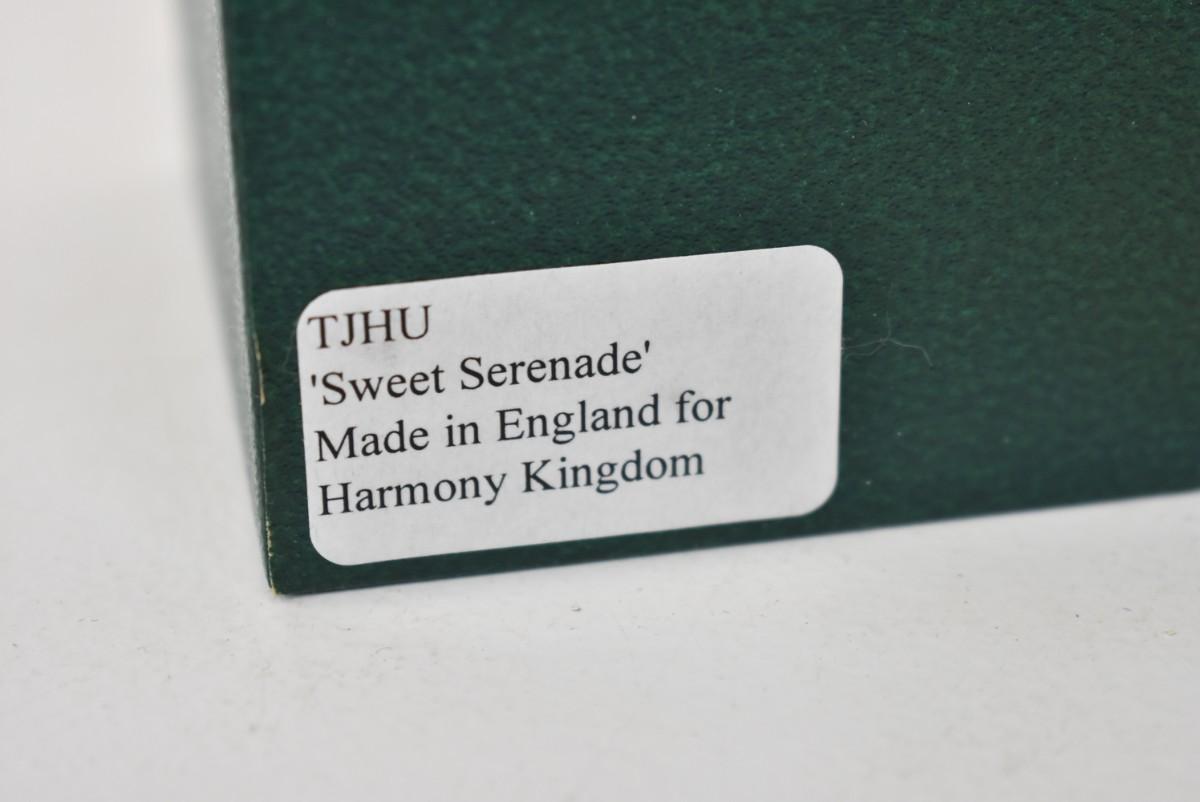 TJHU
'Sweet Serenade'
Made in England for
Harmony Kingdom